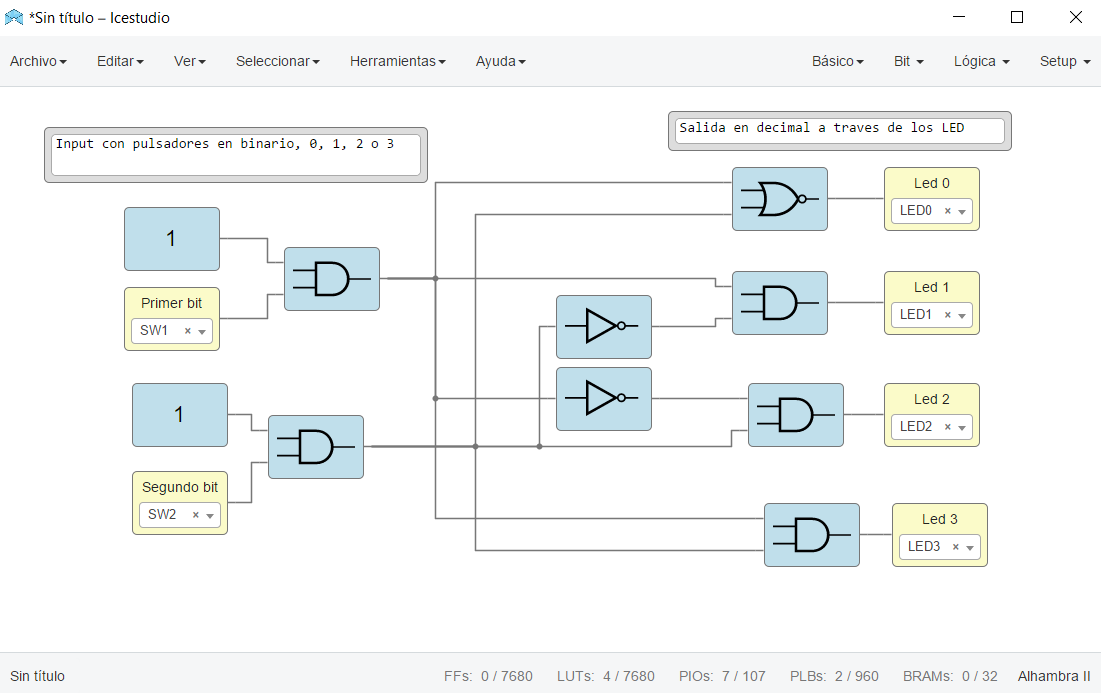 *Sin título – Icestudio
Archivo Editar Ver Seleccionar Herramientas Ayuda Básico Bit Lógica Setup
Input con pulsadores en binario, 0, 1, 2 o 3
Salida en decimal a traves de los LED
1
Primer bit
SW1
1
Segundo bit
SW2
Led 0
LED0
Led 1
LED1
Led 2
LED2
Led 3
LED3
Sin título FFs: 0 / 7680 LUTs: 4 / 7680 PIOs: 7 / 107 PLBs: 2 / 960 BRAMs: 0 / 32 Alhambra II